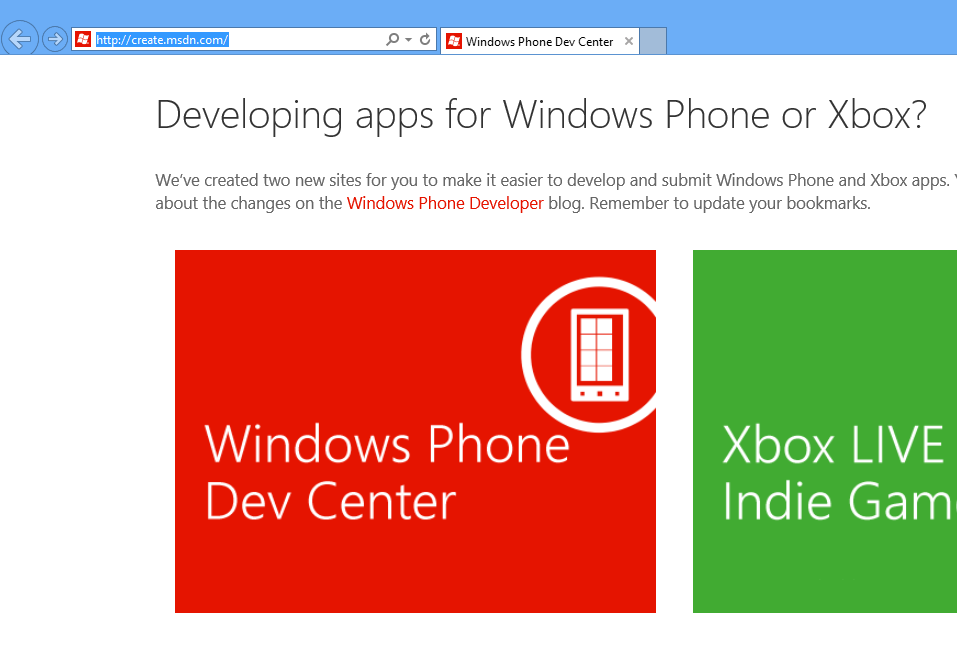 http://create.msdn.com/
Windows Phone Dev Center
Developing apps for Windows Phone or Xbox?
We've created two new sites for you to make it easier to develop and submit Windows Phone and Xbox apps.
about the changes on the Windows Phone Developer blog. Remember to update your bookmarks.
Windows Phone
Dev Center
Xbox LIVE
Indie